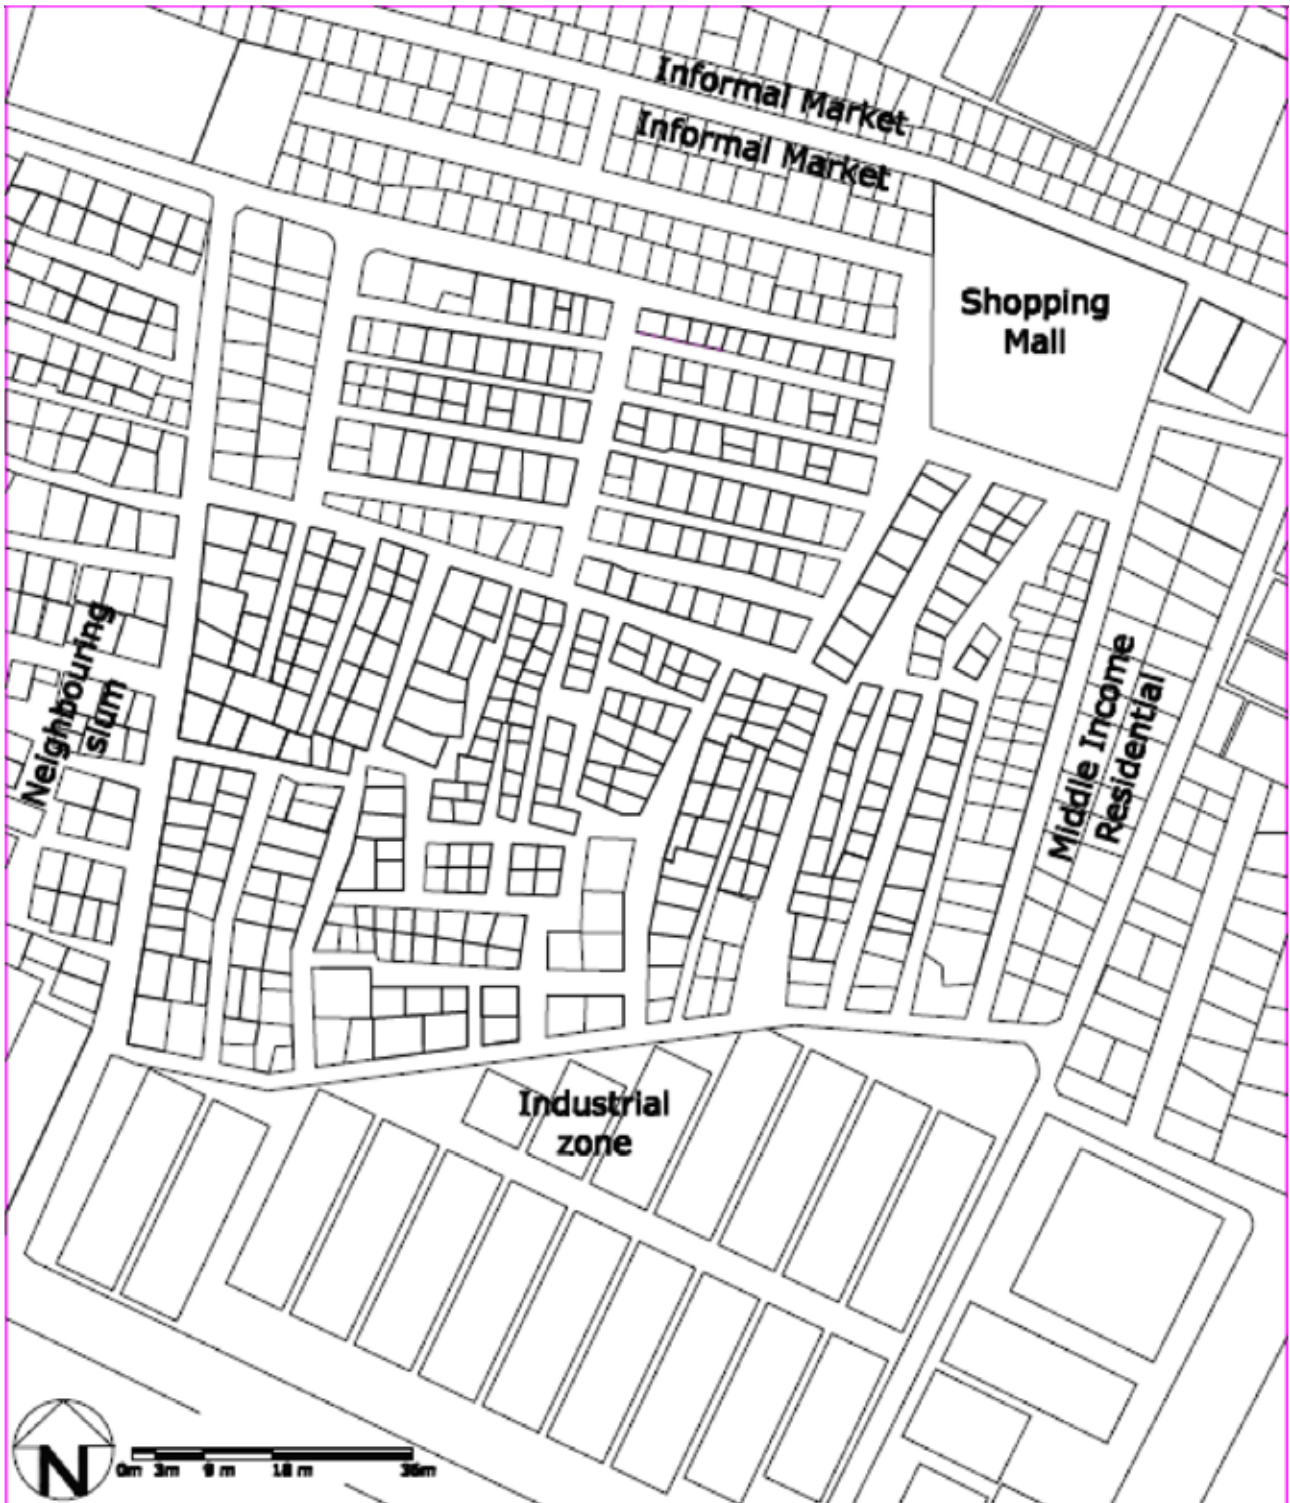 Informal Market
Informal Market
Shopping
Mall
Neighbouring
slum
Middle Income
Residential
Industrial
zone
N
0m 3m 9 m 18 m 36m